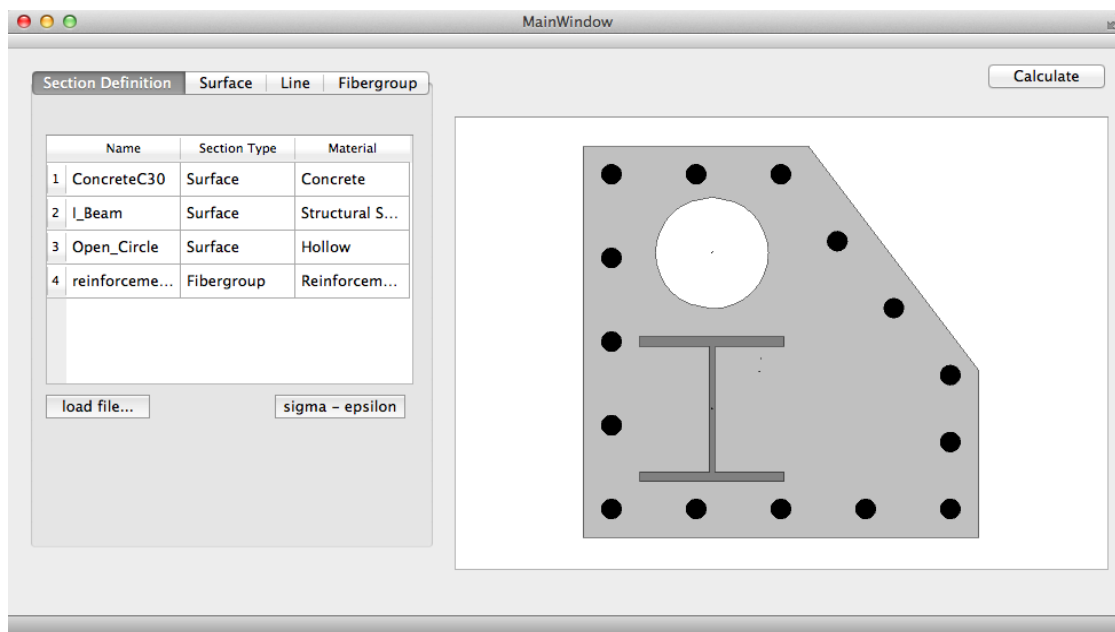 MainWindow
Section Definition Surface Line Fibergroup
Calculate
Name Section Type Material
1 ConcreteC30 Surface Concrete
2 I_Beam Surface Structural S...
3 Open_Circle Surface Hollow
4 reinforceme... Fibergroup Reinforcem...
load file... sigma - epsilon